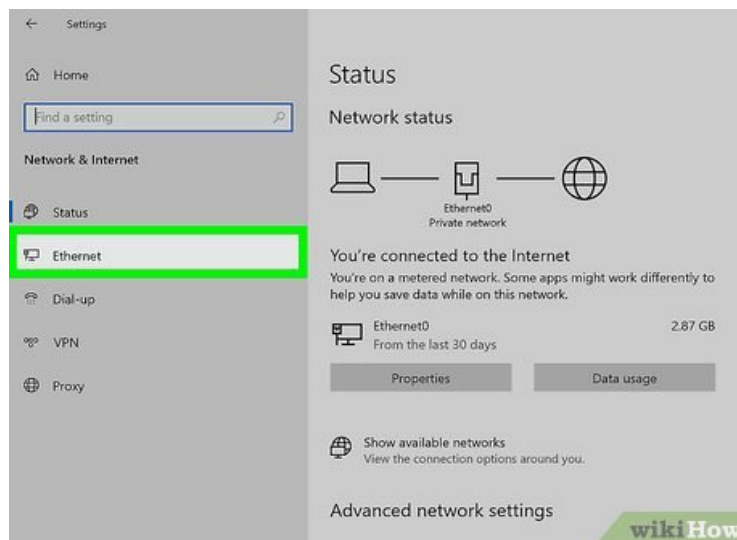 Settings
Home
Find a setting
Network & Internet
Status
Ethernet
Dial-up
VPN
Proxy
Status
Network status
Ethernet0
Private network
You're connected to the Internet
You're on a metered network. Some apps might work differently to
help you save data while on this network.
Ethernet0 2.87 GB
From the last 30 days
Properties Data usage
Show available networks
View the connection options around you.
Advanced network settings
wikiHow